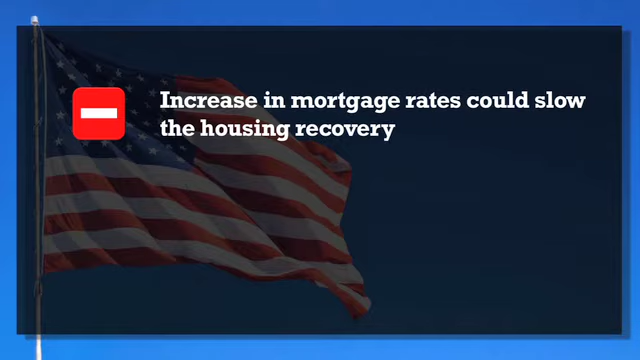 Increase in mortgage rates could slow
the housing recovery